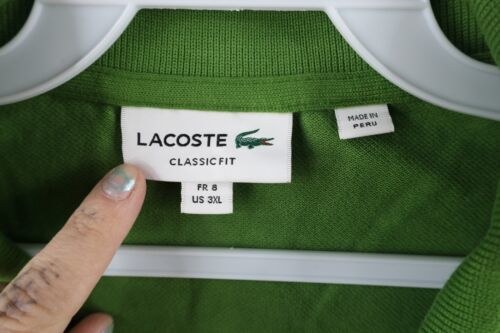 LACOSTE
CLASSIC FIT
FR 8
US 3XL
MADE IN
PERU